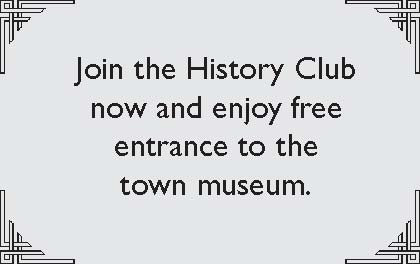 Join the History Club
now and enjoy free
entrance to the
town museum.